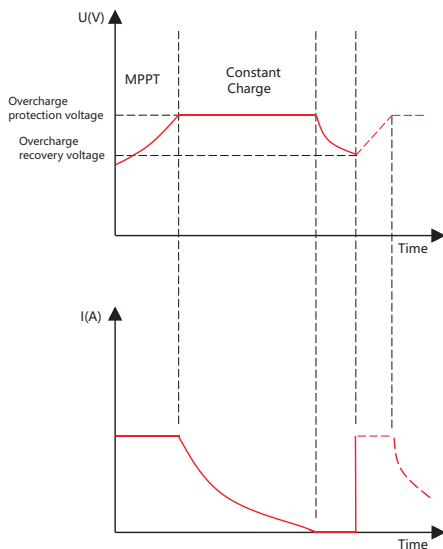 U(V)
MPPT
Constant
Charge
Overcharge
protection voltage
Overcharge
recovery voltage
Time
I(A)
Time